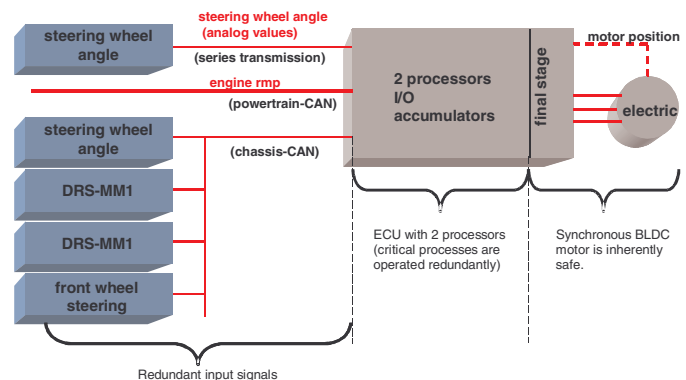 steering wheel angle
(analog values)
steering wheel
angle
(series transmission)
engine rmp
(powertrain-CAN)
steering wheel
angle
(chassis-CAN)
DRS-MM1
DRS-MM1
front wheel
steering
2 processors
I/O
accumulators
final stage
motor position
electric
ECU with 2 processors
(critical processes are
operated redundantly)
Synchronous BLDC
motor is inherently
safe.
Redundant input signals